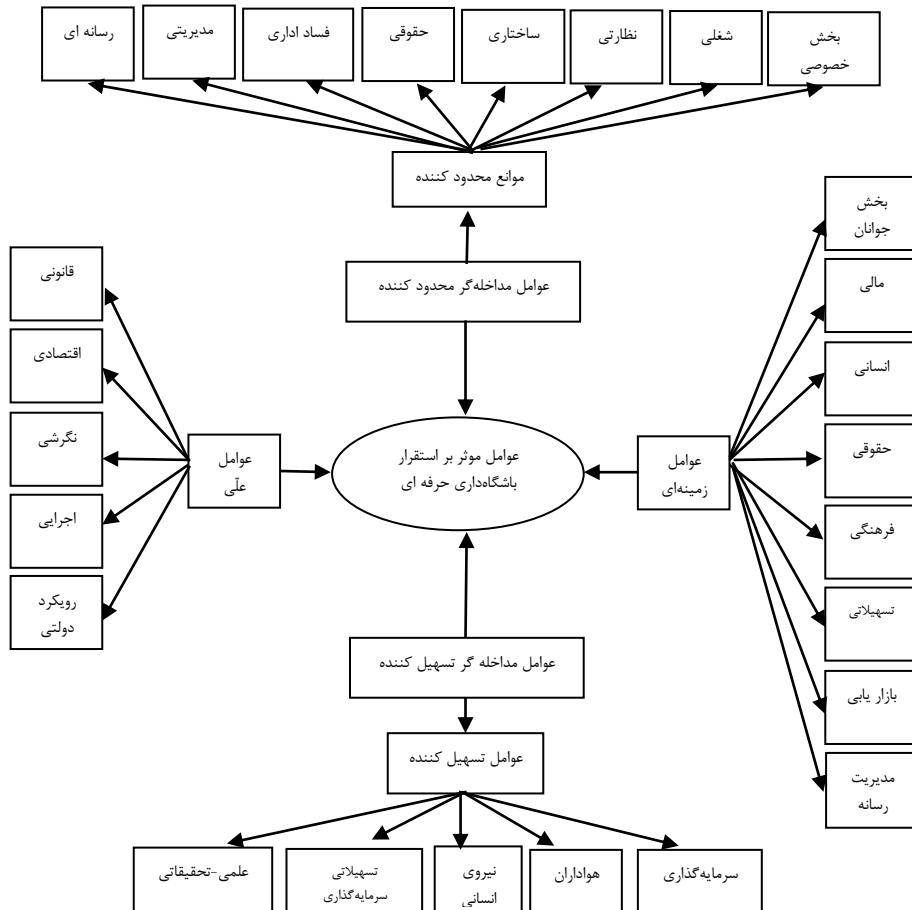 بخش
خصوصی
شغلی
نظارتی
ساختاری
حقوقی
فساد اداری
مدیریتی
رسانه ای
موانع محدود کننده
بخش
جوانان
مالی
انسانی
حقوقی
فرهنگی
تسهیلاتی
بازار یابی
مدیریت
رسانه
عوامل مداخله‌گر محدود کننده
عوامل
زمینه‌ای
عوامل موثر بر استقرار
باشگاه‌داری حرفه ای
عوامل
علّی
قانونی
اقتصادی
نگرشی
اجرایی
رویکرد
دولتی
عوامل مداخله گر تسهیل کننده
عوامل تسهیل کننده
سرمایه‌گذاری
هواداران
نیروی
انسانی
تسهیلاتی
سرمایه‌گذاری
علمی-تحقیقاتی